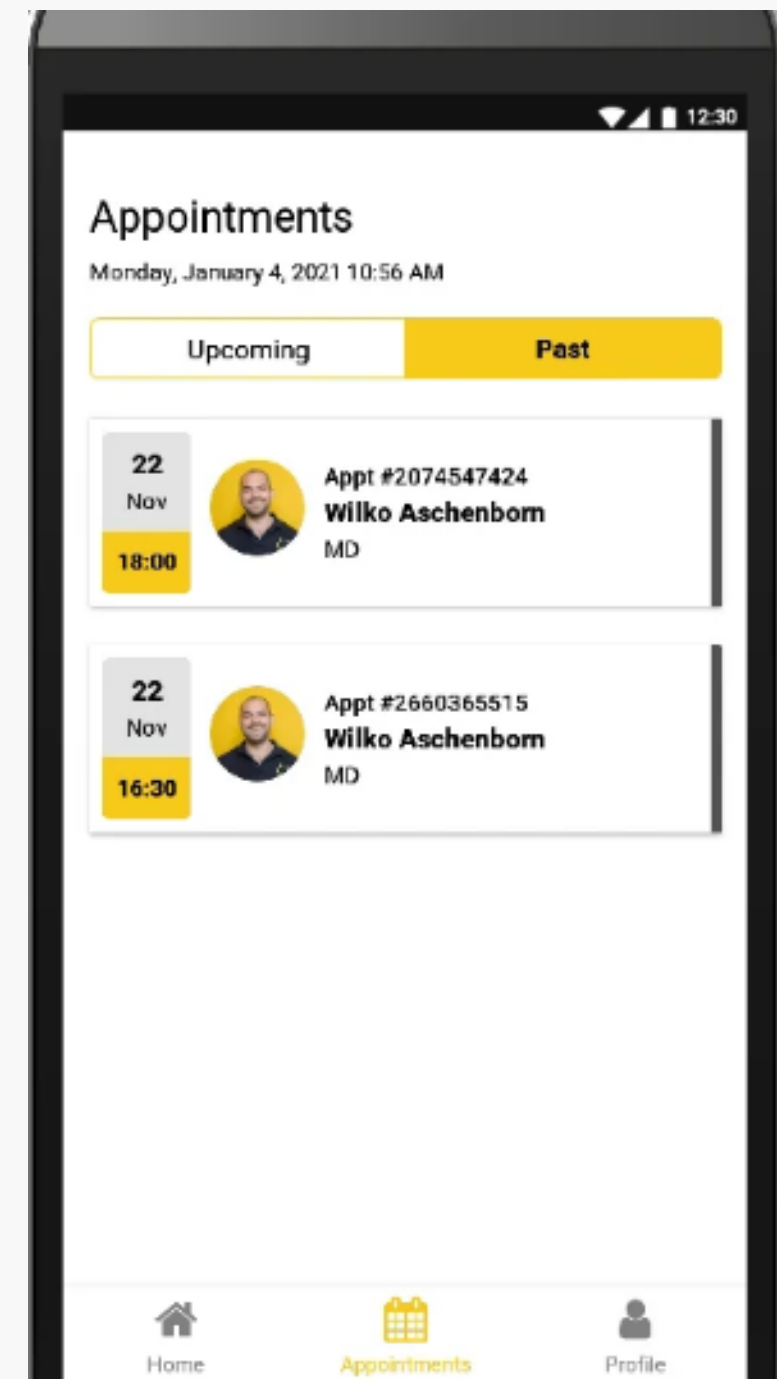 12:30
Appointments
Monday, January 4, 2021 10:56 AM
Upcoming
Past
22
Nov
18:00
Appt #2074547424
Wilko Aschenborn
MD
22
Nov
16:30
Appt #2660365515
Wilko Aschenborn
MD
Home
Appointments
Profile